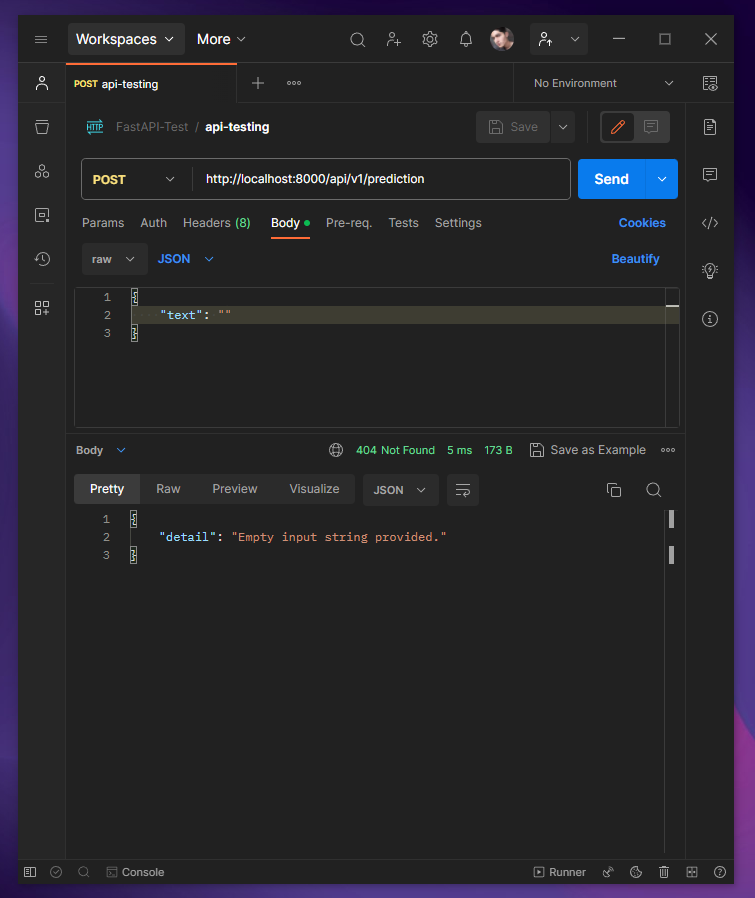 Workspaces More
POST api-testing No Environment
HTTP FastAPI-Test / api-testing Save
POST http://localhost:8000/api/v1/prediction Send
Params Auth Headers (8) Body Pre-req. Tests Settings Cookies
raw JSON Beautify
1 {
2 "text": ""
3 }
Body 404 Not Found 5 ms 173 B Save as Example
Pretty Raw Preview Visualize JSON
1 {
2 "detail": "Empty input string provided."
3 }
Console Runner